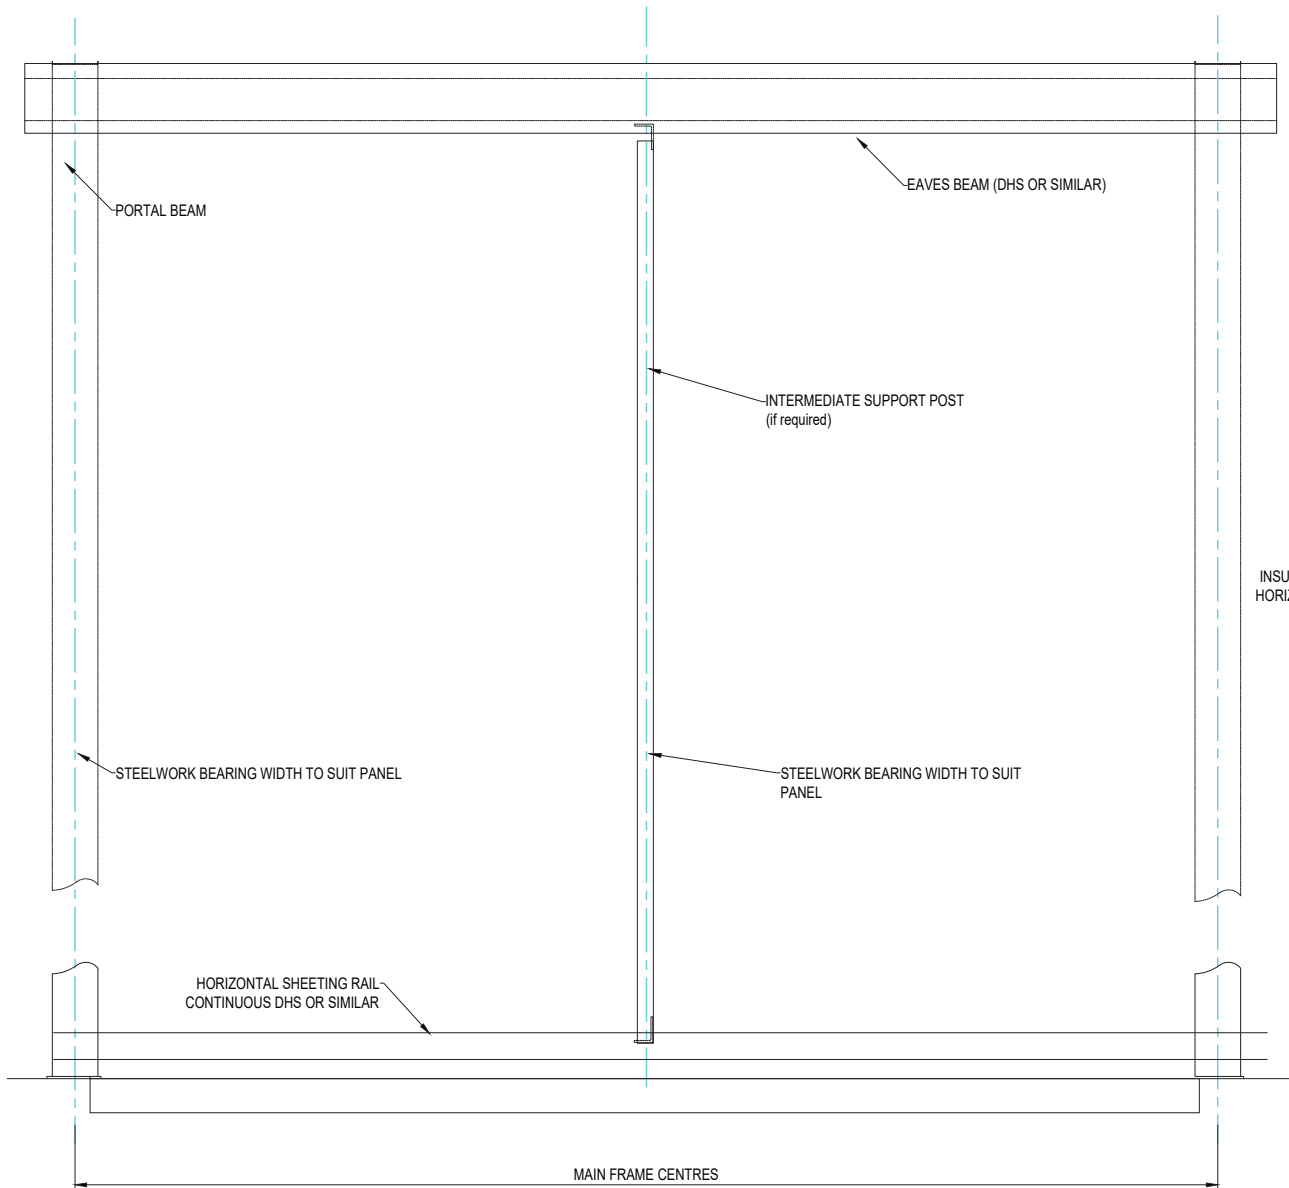 EAVES BEAM (DHS OR SIMILAR)
PORTAL BEAM
INTERMEDIATE SUPPORT POST
(if required)
STEELWORK BEARING WIDTH TO SUIT PANEL
STEELWORK BEARING WIDTH TO SUIT
PANEL
HORIZONTAL SHEETING RAIL
CONTINUOUS DHS OR SIMILAR
MAIN FRAME CENTRES